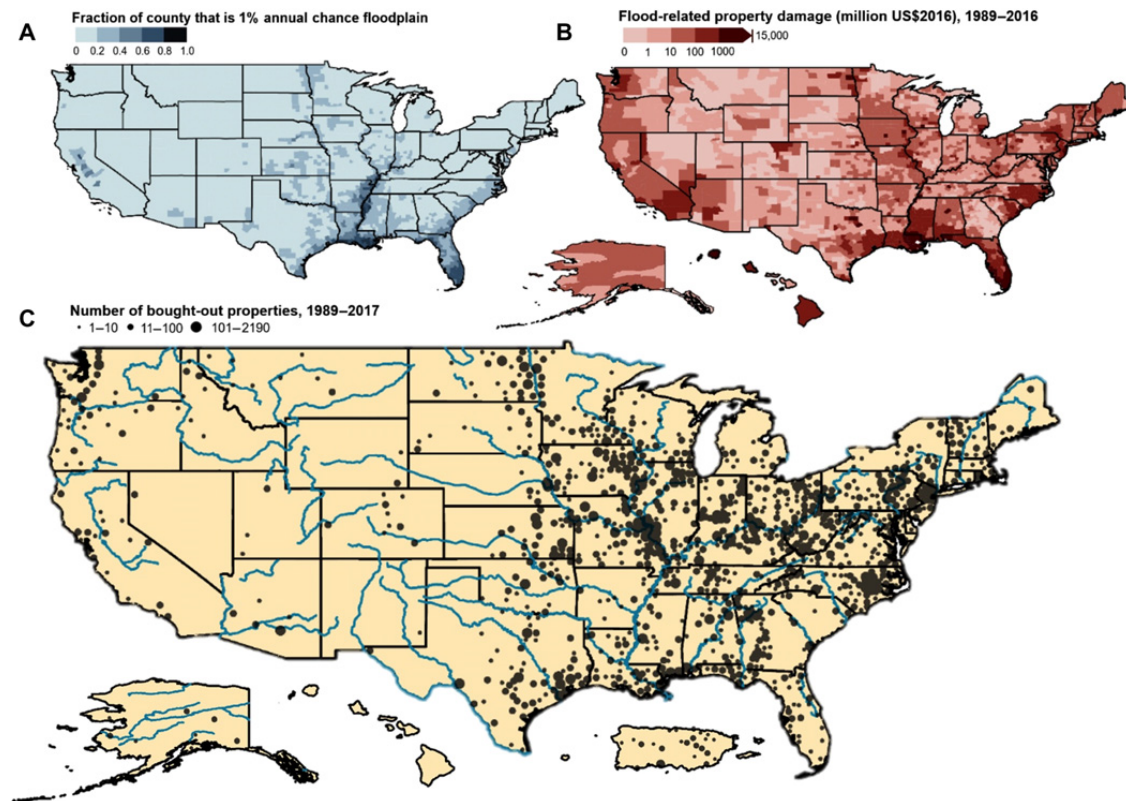 Fraction of county that is 1% annual chance floodplain
A
0 0.2 0.4 0.6 0.8 1.0
Flood-related property damage (million US$2016), 1989–2016
B
15,000
0 1 10 100 1000
Number of bought-out properties, 1989–2017
C
1–10 11–100 101–2190